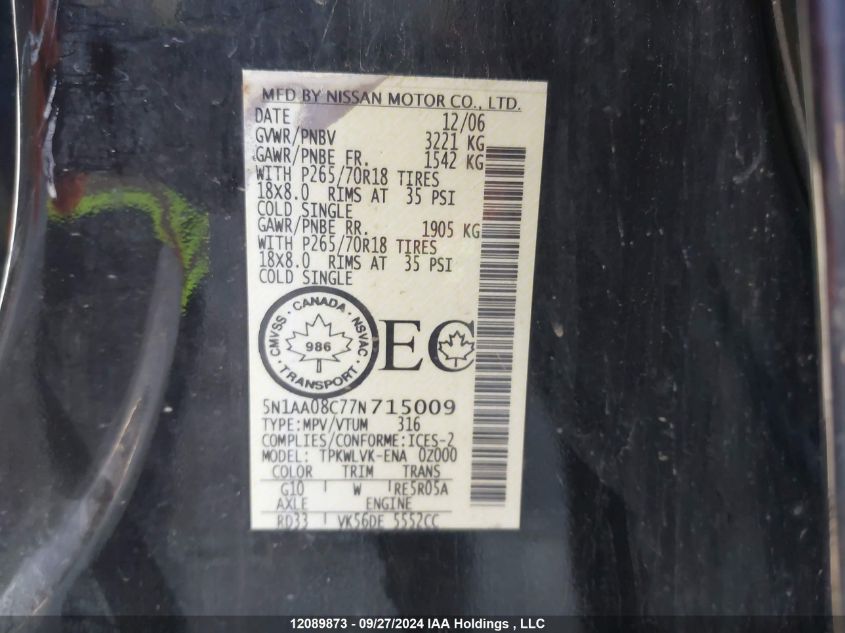 MFD BY NISSAN MOTOR CO., LTD.
DATE 12/06
GVWR/PNBV 3221 KG
GAWR/PNBE FR. 1542 KG
WITH P265/70R18 TIRES
18X8.0 RIMS AT 35 PSI
COLD SINGLE
GAWR/PNBE RR. 1905 KG
WITH P265/70R18 TIRES
18X8.0 RIMS AT 35 PSI
COLD SINGLE
CANADA · NSVAC · TRANSPORT · CMVSS ·
986
EC
5N1AA08C77N715009
TYPE:MPV/VTUM 316
COMPLIES/CONFORME:ICES-2
MODEL: TPKWLVK-ENA 0Z000
COLOR TRIM TRANS
G10 W RE5R05A
AXLE ENGINE
RD33 VK56DE 5552CC
12089873 - 09/27/2024 IAA Holdings , LLC